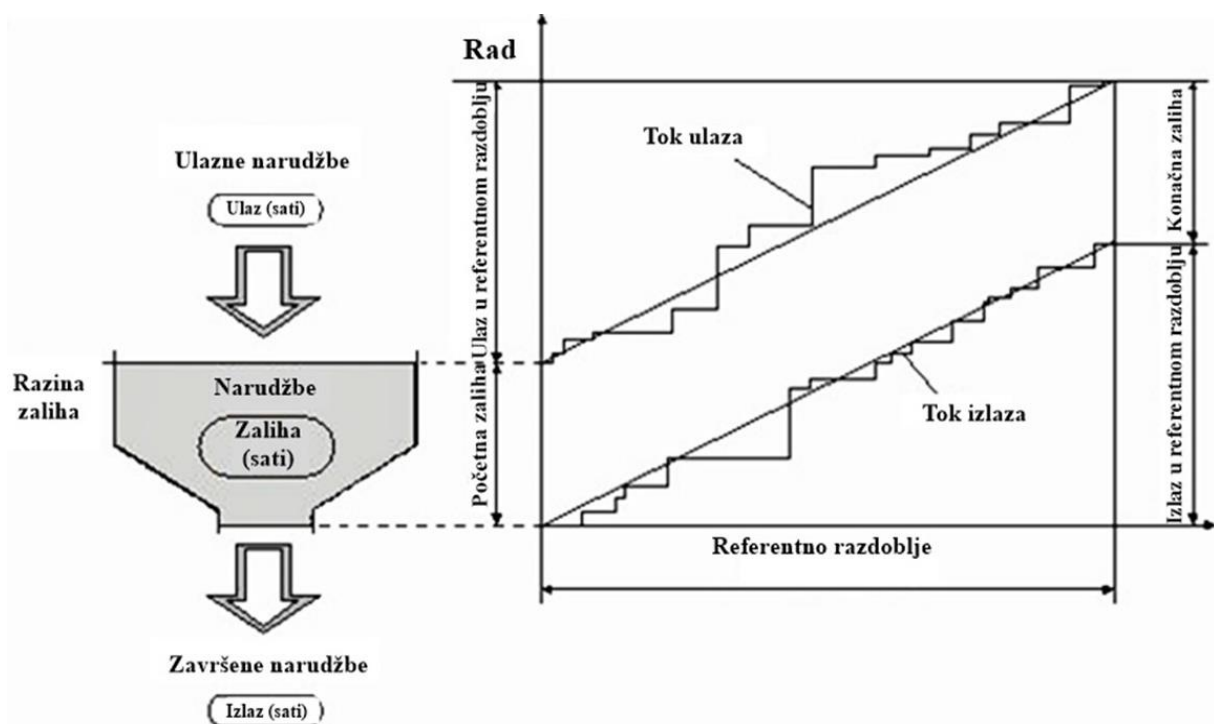 Ulazne narudžbe
Ulaz (sati)
Razina
zaliha
Narudžbe
Zaliha
(sati)
Završene narudžbe
Izlaz (sati)
Rad
Početna zaliha
Ulaz u referentnom razdoblju
Tok ulaza
Tok izlaza
Referentno razdoblje
Konačna zaliha
Izlaz u referentnom razdoblju